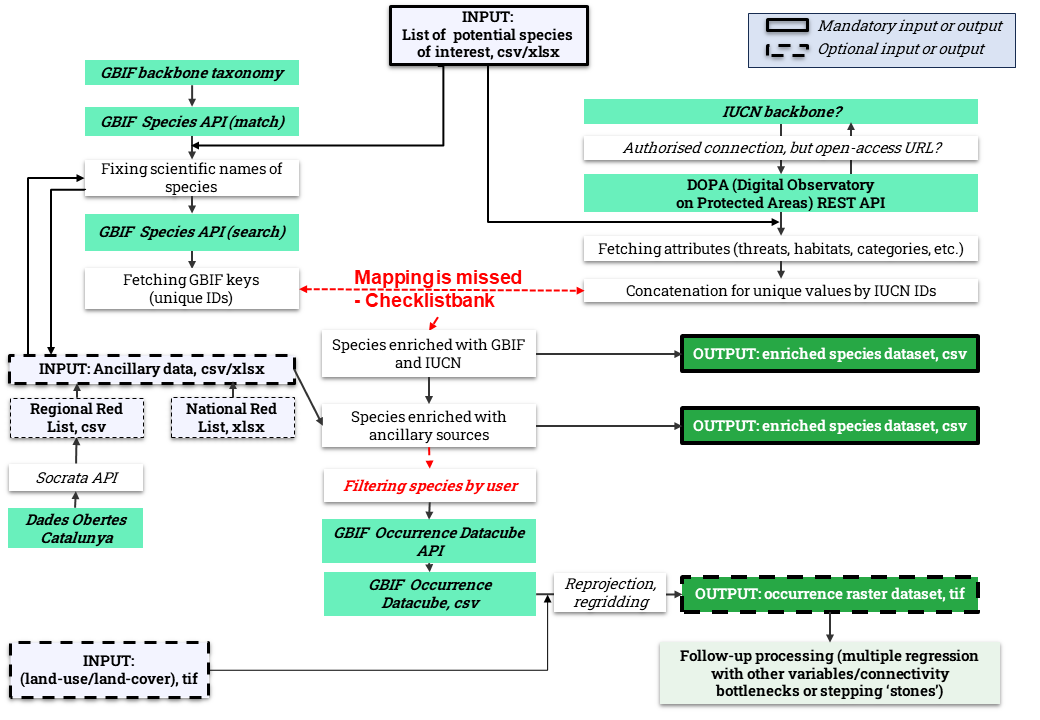 INPUT:
List of potential species
of interest, csv/xlsx
Mandatory input or output
Optional input or output
GBIF backbone taxonomy
GBIF Species API (match)
Fixing scientific names of
species
GBIF Species API (search)
Fetching GBIF keys
(unique IDs)
IUCN backbone?
Authorised connection, but open-access URL?
DOPA (Digital Observatory
on Protected Areas) REST API
Fetching attributes (threats, habitats, categories, etc.)
Concatenation for unique values by IUCN IDs
Mapping is missed
- Checklistbank
Species enriched with GBIF
and IUCN
OUTPUT: enriched species dataset, csv
INPUT: Ancillary data, csv/xlsx
Regional Red
List, csv
National Red
List, xlsx
Species enriched with
ancillary sources
OUTPUT: enriched species dataset, csv
Socrata API
Dades Obertes
Catalunya
Filtering species by user
GBIF Occurrence Datacube
API
GBIF Occurrence
Datacube, csv
Reprojection,
regridding
OUTPUT: occurrence raster dataset, tif
INPUT:
(land-use/land-cover), tif
Follow-up processing (multiple regression
with other variables/connectivity
bottlenecks or stepping ‘stones’)